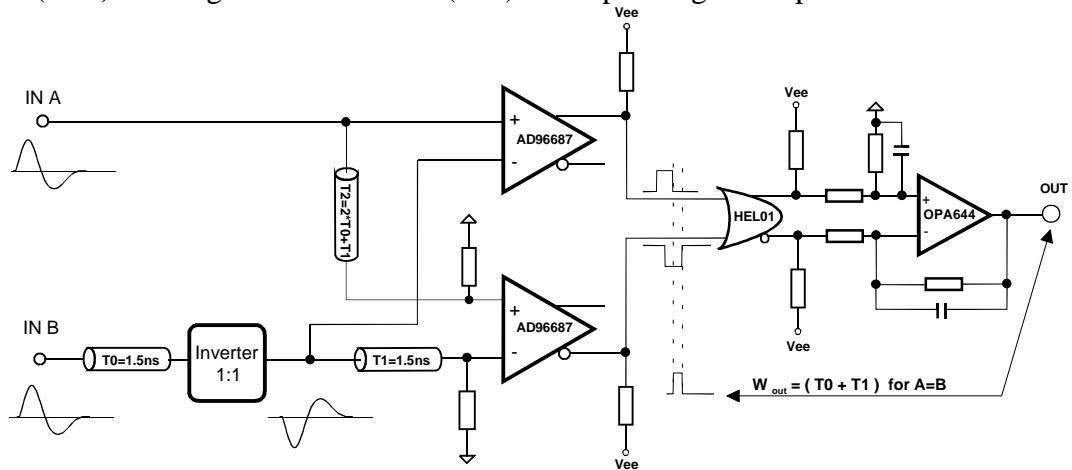 Vee
IN A
+
AD96687
-
Vee
T2=2*T0+T1
HEL01
+
OPA644
-
OUT
+
AD96687
-
IN B
T0=1.5ns
Inverter
1:1
T1=1.5ns
Vee
W out = ( T0 + T1 ) for A=B
Vee